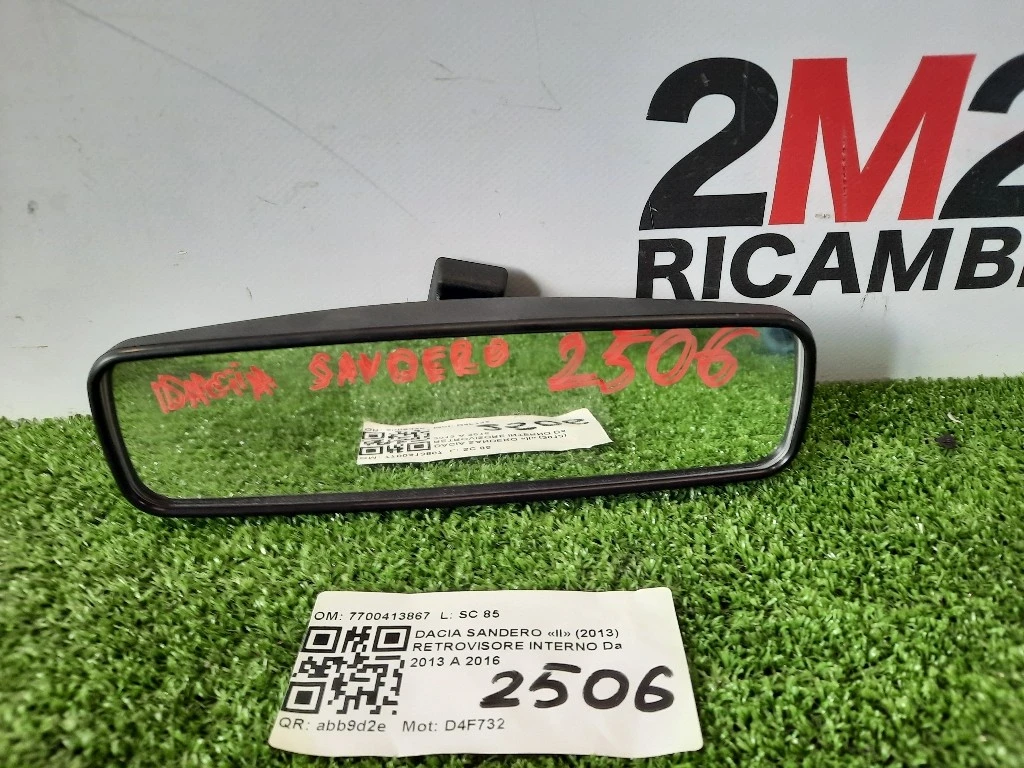 2M2
RICAMBI
DACIA SANDERO 2506
OM: 7700413867 L: SC 85
DACIA SANDERO «II» (2013)
RETROVISORE INTERNO Da
2013 A 2016
2506
QR: abb9d2e Mot: D4F732